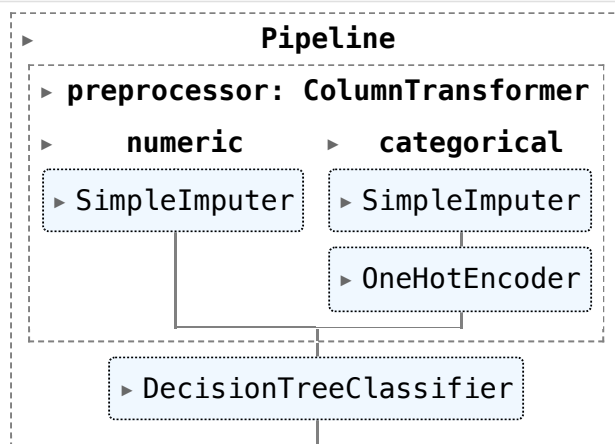 Pipeline
preprocessor: ColumnTransformer
numeric categorical
SimpleImputer SimpleImputer
OneHotEncoder
DecisionTreeClassifier